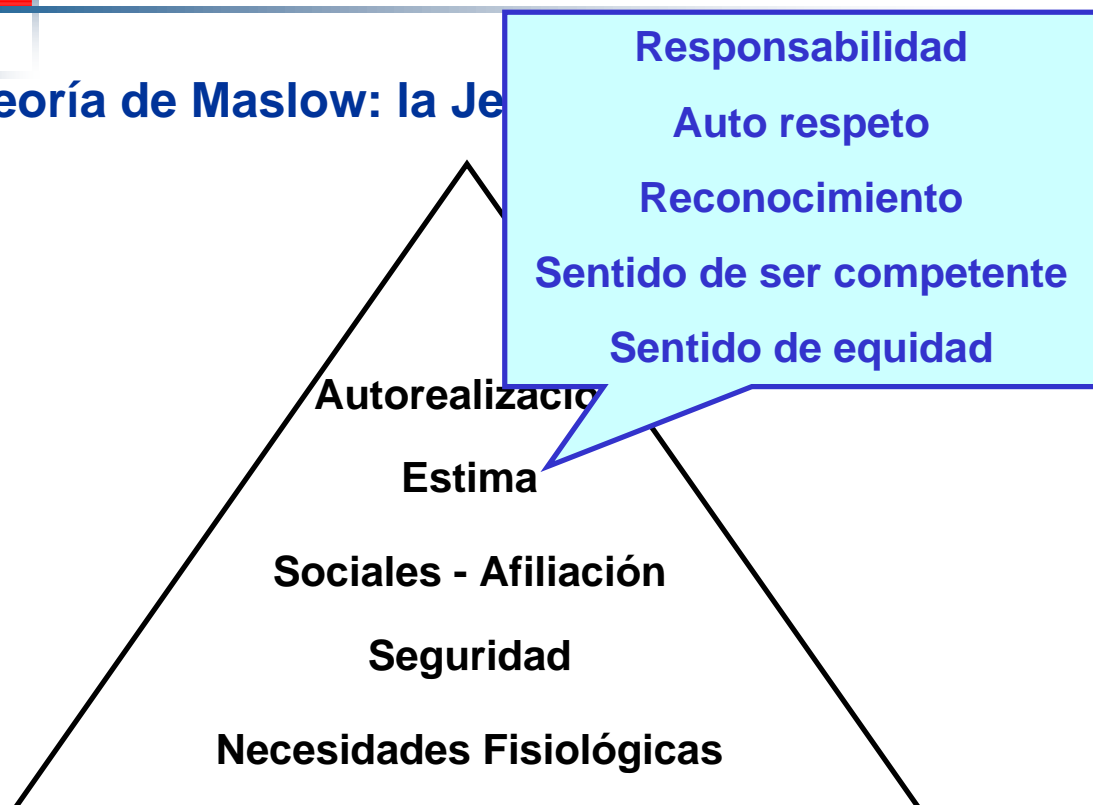 eoría de Maslow: la Je
Responsabilidad
Auto respeto
Reconocimiento
Sentido de ser competente
Sentido de equidad
Autorealizacio
Estima
Sociales - Afiliación
Seguridad
Necesidades Fisiológicas